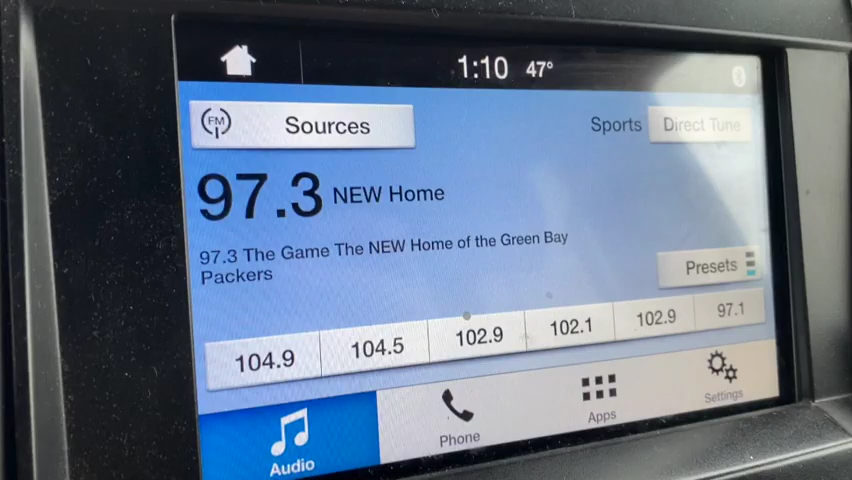 1:10 47°
FM
Sources
Sports
Direct Tune
97.3 NEW Home
97.3 The Game The NEW Home of the Green Bay
Packers
Presets
104.9 104.5 102.9 102.1 102.9 97.1
Audio
Phone
Apps
Settings